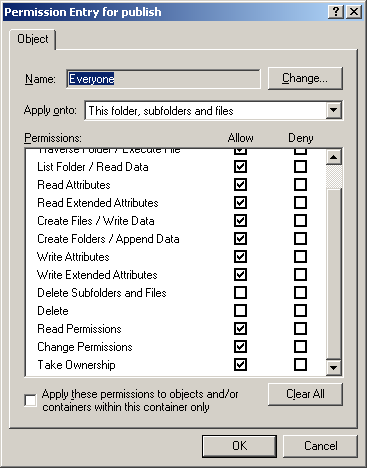 Permission Entry for publish
Object
Name: Everyone
Change...
Apply onto: This folder, subfolders and files
Permissions: Allow Deny
Traverse Folder / Execute File
List Folder / Read Data
Read Attributes
Read Extended Attributes
Create Files / Write Data
Create Folders / Append Data
Write Attributes
Write Extended Attributes
Delete Subfolders and Files
Delete
Read Permissions
Change Permissions
Take Ownership
Apply these permissions to objects and/or
containers within this container only
Clear All
OK Cancel